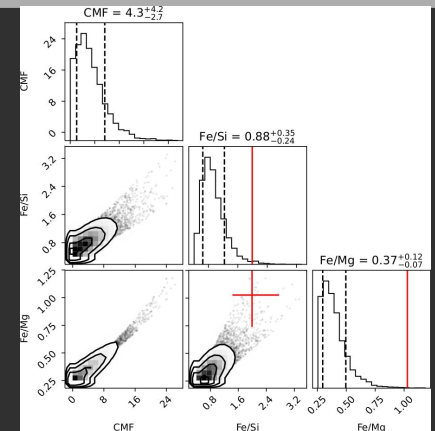 CMF = 4.3+4.2 −2.7
24
16
8
0
CMF
Fe/Si = 0.88+0.35 −0.24
3.2
2.4
1.6
0.8
Fe/Si
Fe/Mg = 0.37+0.12 −0.07
1.25
1.00
0.75
0.50
0.25
Fe/Mg
0 8 16 24 0.8 1.6 2.4 3.2 0.25 0.50 0.75 1.00
CMF Fe/Si Fe/Mg